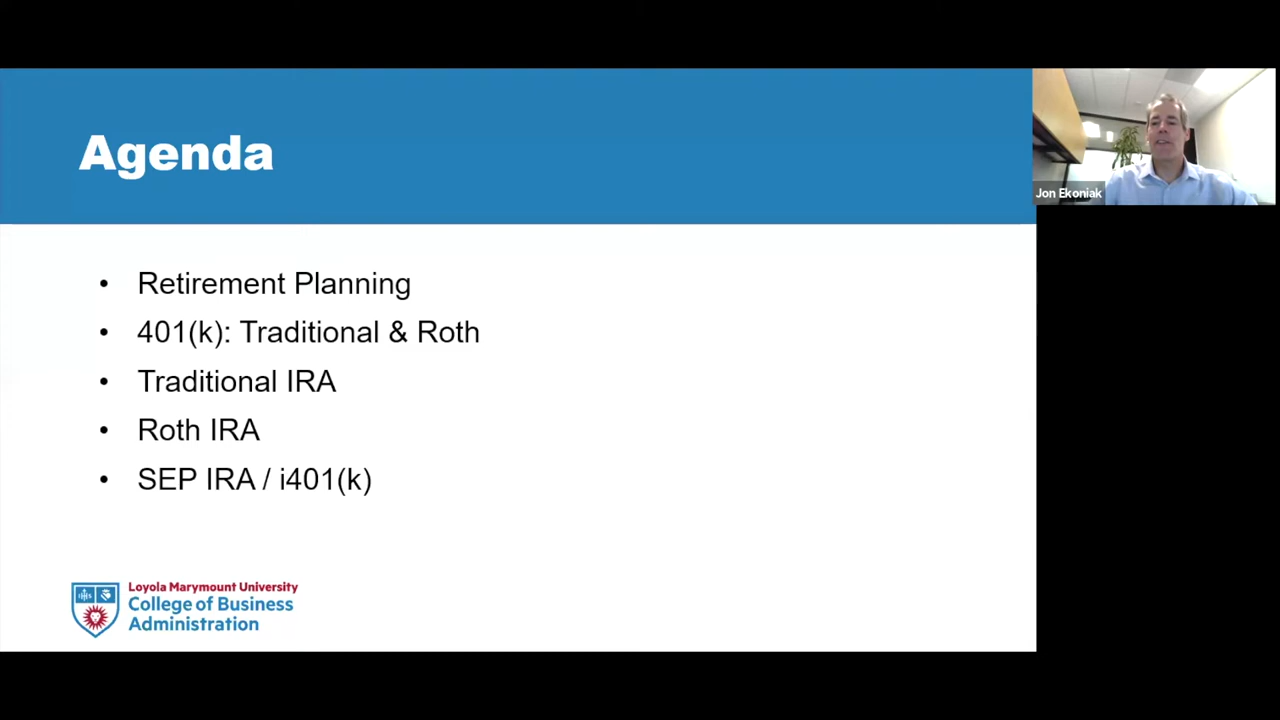 Agenda
Jon Ekoniak
• Retirement Planning
• 401(k): Traditional & Roth
• Traditional IRA
• Roth IRA
• SEP IRA / i401(k)
Loyola Marymount University
College of Business
Administration